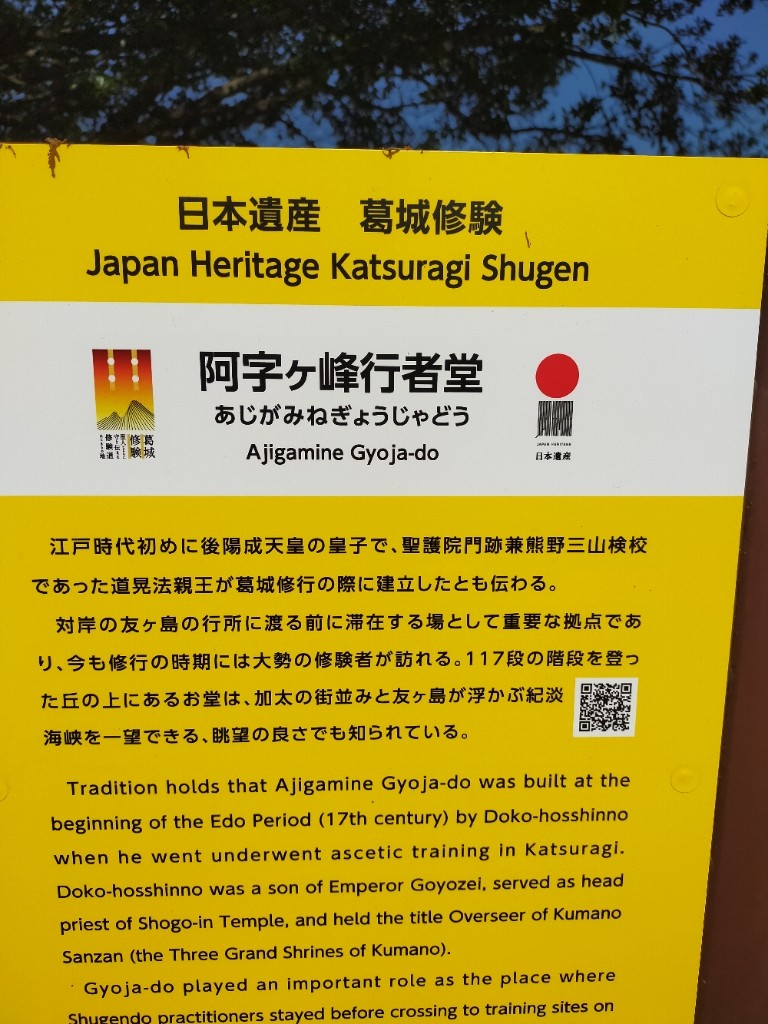 日本遺産 葛城修験
Japan Heritage Katsuragi Shugen
阿字ヶ峰行者堂
あじがみねぎょうじゃどう
Ajigamine Gyoja-do
葛城
修験
JAPAN HERITAGE
日本遺産
江戸時代初めに後陽成天皇の皇子で、聖護院門跡兼熊野三山検校
であった道晃法親王が葛城修行の際に建立したとも伝わる。
対岸の友ヶ島の行所に渡る前に滞在する場として重要な拠点であ
り、今も修行の時期には大勢の修験者が訪れる。117段の階段を登っ
た丘の上にあるお堂は、加太の街並みと友ヶ島が浮かぶ紀淡
海峡を一望できる、眺望の良さでも知られている。
Tradition holds that Ajigamine Gyoja-do was built at the
beginning of the Edo Period (17th century) by Doko-hosshinno
when he went underwent ascetic training in Katsuragi.
Doko-hosshinno was a son of Emperor Goyozei, served as head
priest of Shogo-in Temple, and held the title Overseer of Kumano
Sanzan (the Three Grand Shrines of Kumano).
Gyoja-do played an important role as the place where
Shugendo practitioners stayed before crossing to training sites on